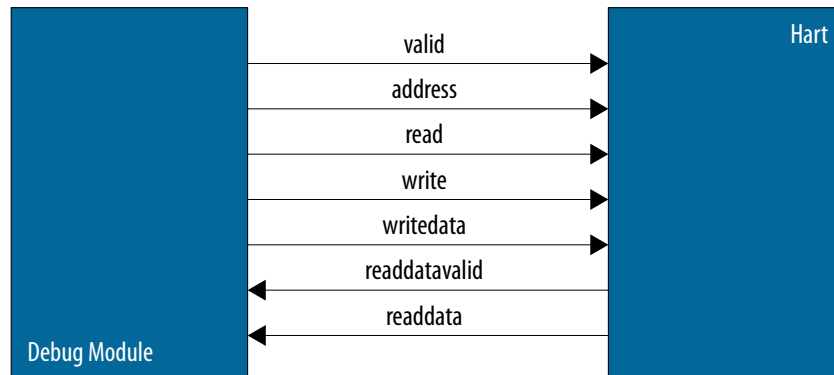 Hart
valid
address
read
write
writedata
readdatavalid
readdata
Debug Module